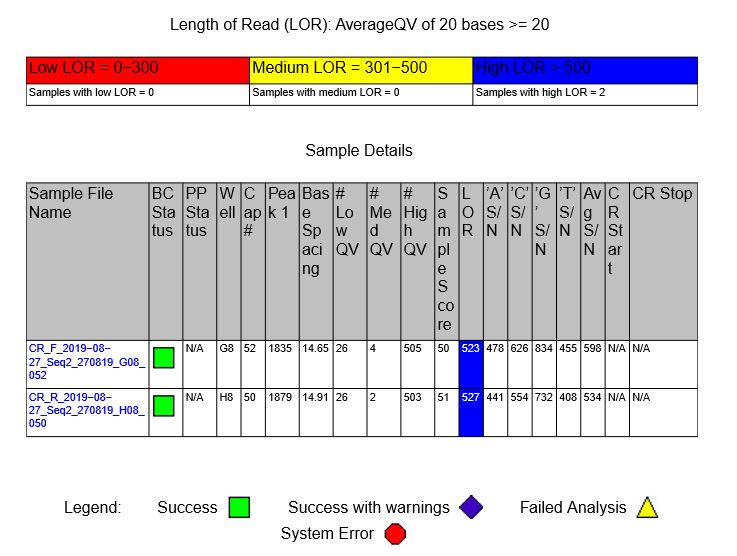 Length of Read (LOR): AverageQV of 20 bases >= 20
Low LOR = 0−300 Medium LOR = 301−500 High LOR > 500
Samples with low LOR = 0 Samples with medium LOR = 0 Samples with high LOR = 2
Sample Details
Sample File Name BC Status PP Status Well Cap# Peak 1 Base Spacing # Low QV # Med QV # High QV Sample Score LOR 'A' S/N 'C' S/N 'G' S/N 'T' S/N Avg S/N CR Start CR Stop
CR_F_2019−08− N/A G8 52 1835 14.65 26 4 505 50 523 478 626 834 455 598 N/A N/A
27_Seq2_270819_G08_
052
CR_R_2019−08− N/A H8 50 1879 14.91 26 2 503 51 527 441 554 732 408 534 N/A N/A
27_Seq2_270819_H08_
050
Legend: Success Success with warnings Failed Analysis
System Error